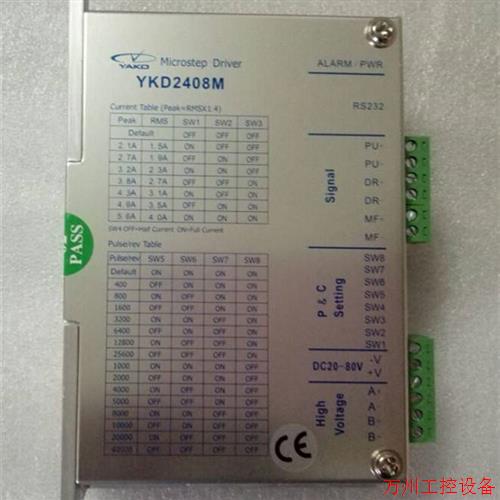 YAKO Microstep Driver
YKD2408M
ALARM / PWR
RS232
Current Table (Peak=RMSX1.4)
Peak RMS SW1 SW2 SW3
Default OFF OFF OFF
2.1A 1.5A ON OFF OFF
2.7A 1.9A OFF ON OFF
3.2A 2.3A ON ON OFF
3.8A 2.7A OFF OFF ON
4.3A 3.1A ON OFF ON
4.9A 3.5A OFF ON ON
5.6A 4.0A ON ON ON
SW4 OFF=Half Current ON=Full Current
PASS
Pulse/rev Table
Pulse/rev SW5 SW6 SW7 SW8
Default ON ON ON ON
400 OFF ON ON ON
800 ON OFF ON ON
1600 OFF OFF ON ON
3200 ON ON OFF ON
6400 OFF ON OFF ON
12800 ON OFF OFF ON
25600 OFF OFF OFF ON
1000 ON ON ON OFF
2000 OFF ON ON OFF
4000 ON OFF ON OFF
5000 OFF OFF ON OFF
8000 ON ON OFF OFF
10000 OFF ON OFF OFF
20000 ON OFF OFF OFF
OFF OFF OFF OFF
Signal
PU-
PU-
DR-
DR-
MF-
MF-
P & C
Setting
SW8
SW7
SW6
SW5
SW4
SW3
SW2
SW1
DC20~80V
-V
+V
High
Voltage
A-
A
B-
B-
CE
万州工控设备